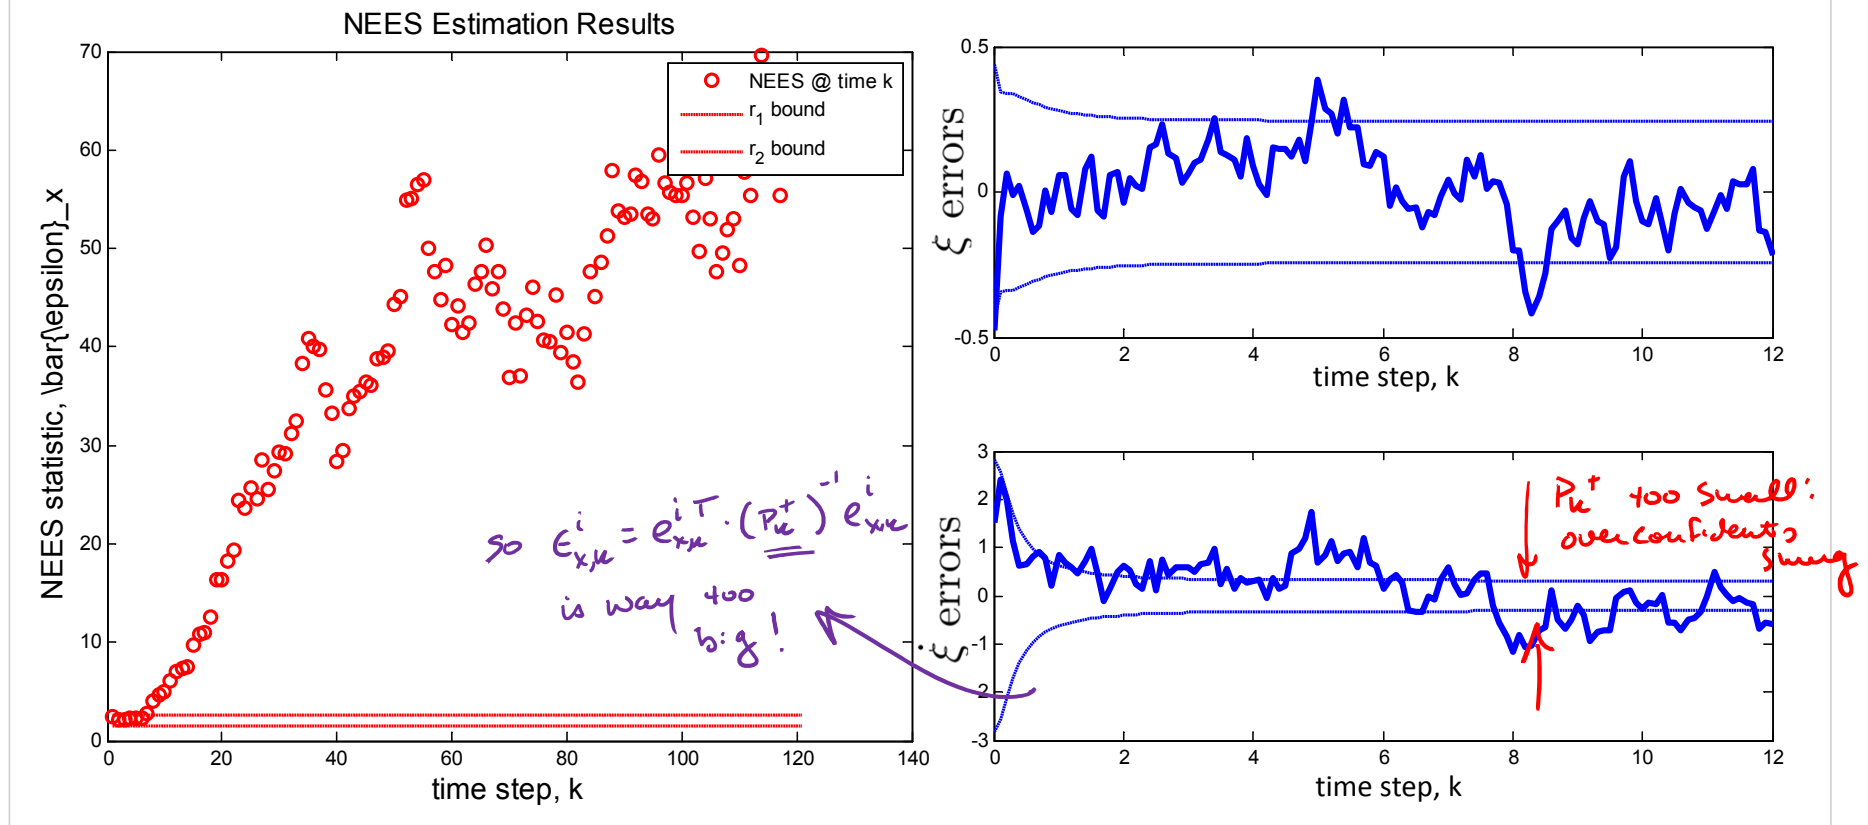 NEES Estimation Results
70
60
50
40
30
20
10
0
0 20 40 60 80 100 120 140
NEES statistic, \bar{\epsilon}_x
time step, k
NEES @ time k
r₁ bound
r₂ bound
so ϵ^i_{x,k} = e^{i T}_{x,k} · (P_k^+)^{-1} e^i_{x,k}
is way too
big!
0.5
0
-0.5
0 2 4 6 8 10 12
ξ errors
time step, k
3
2
1
0
-1
-2
-3
0 2 4 6 8 10 12
ξ̇ errors
time step, k
P_k^+ too small:
overconfident